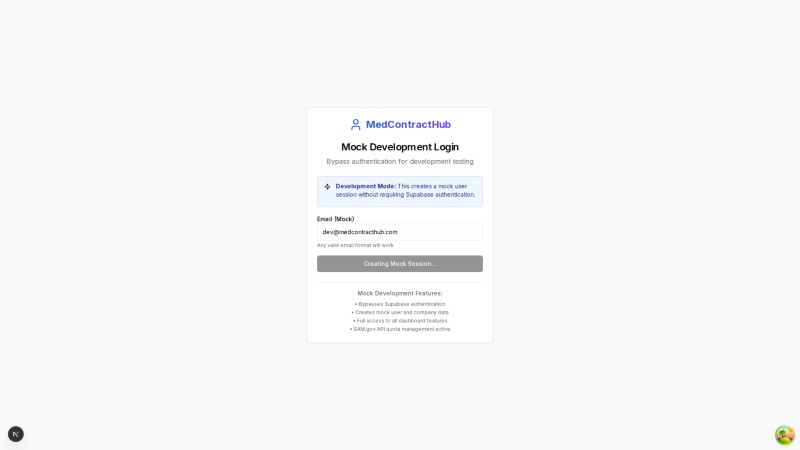 MedContractHub
Mock Development Login
Bypass authentication for development testing
Development Mode: This creates a mock user
session without requiring Supabase authentication.
Email (Mock)
dev@medcontracthub.com
Any valid email format will work
Creating Mock Session...
Mock Development Features:
• Bypasses Supabase authentication
• Creates mock user and company data
• Full access to all dashboard features
• SAM.gov API quota management active
N